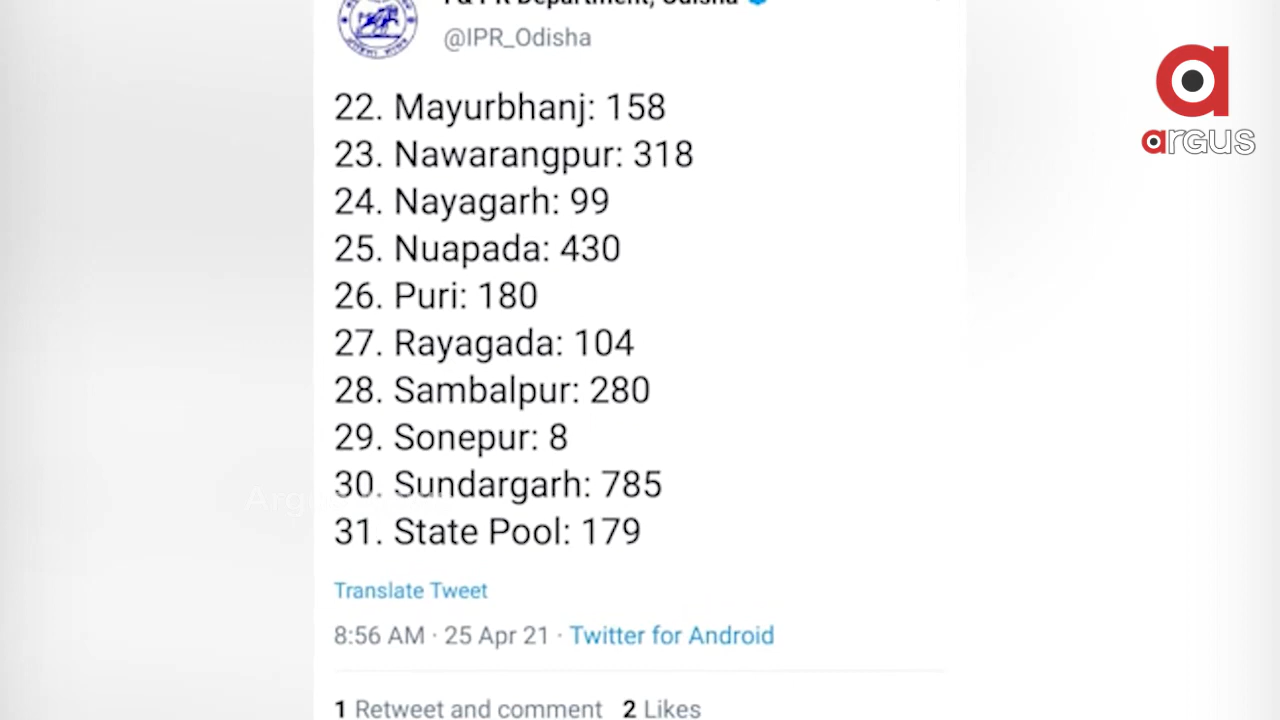 @IPR_Odisha
argus
22. Mayurbhanj: 158
23. Nawarangpur: 318
24. Nayagarh: 99
25. Nuapada: 430
26. Puri: 180
27. Rayagada: 104
28. Sambalpur: 280
29. Sonepur: 8
30. Sundargarh: 785
31. State Pool: 179
Translate Tweet
8:56 AM · 25 Apr 21 · Twitter for Android
1 Retweet and comment 2 Likes